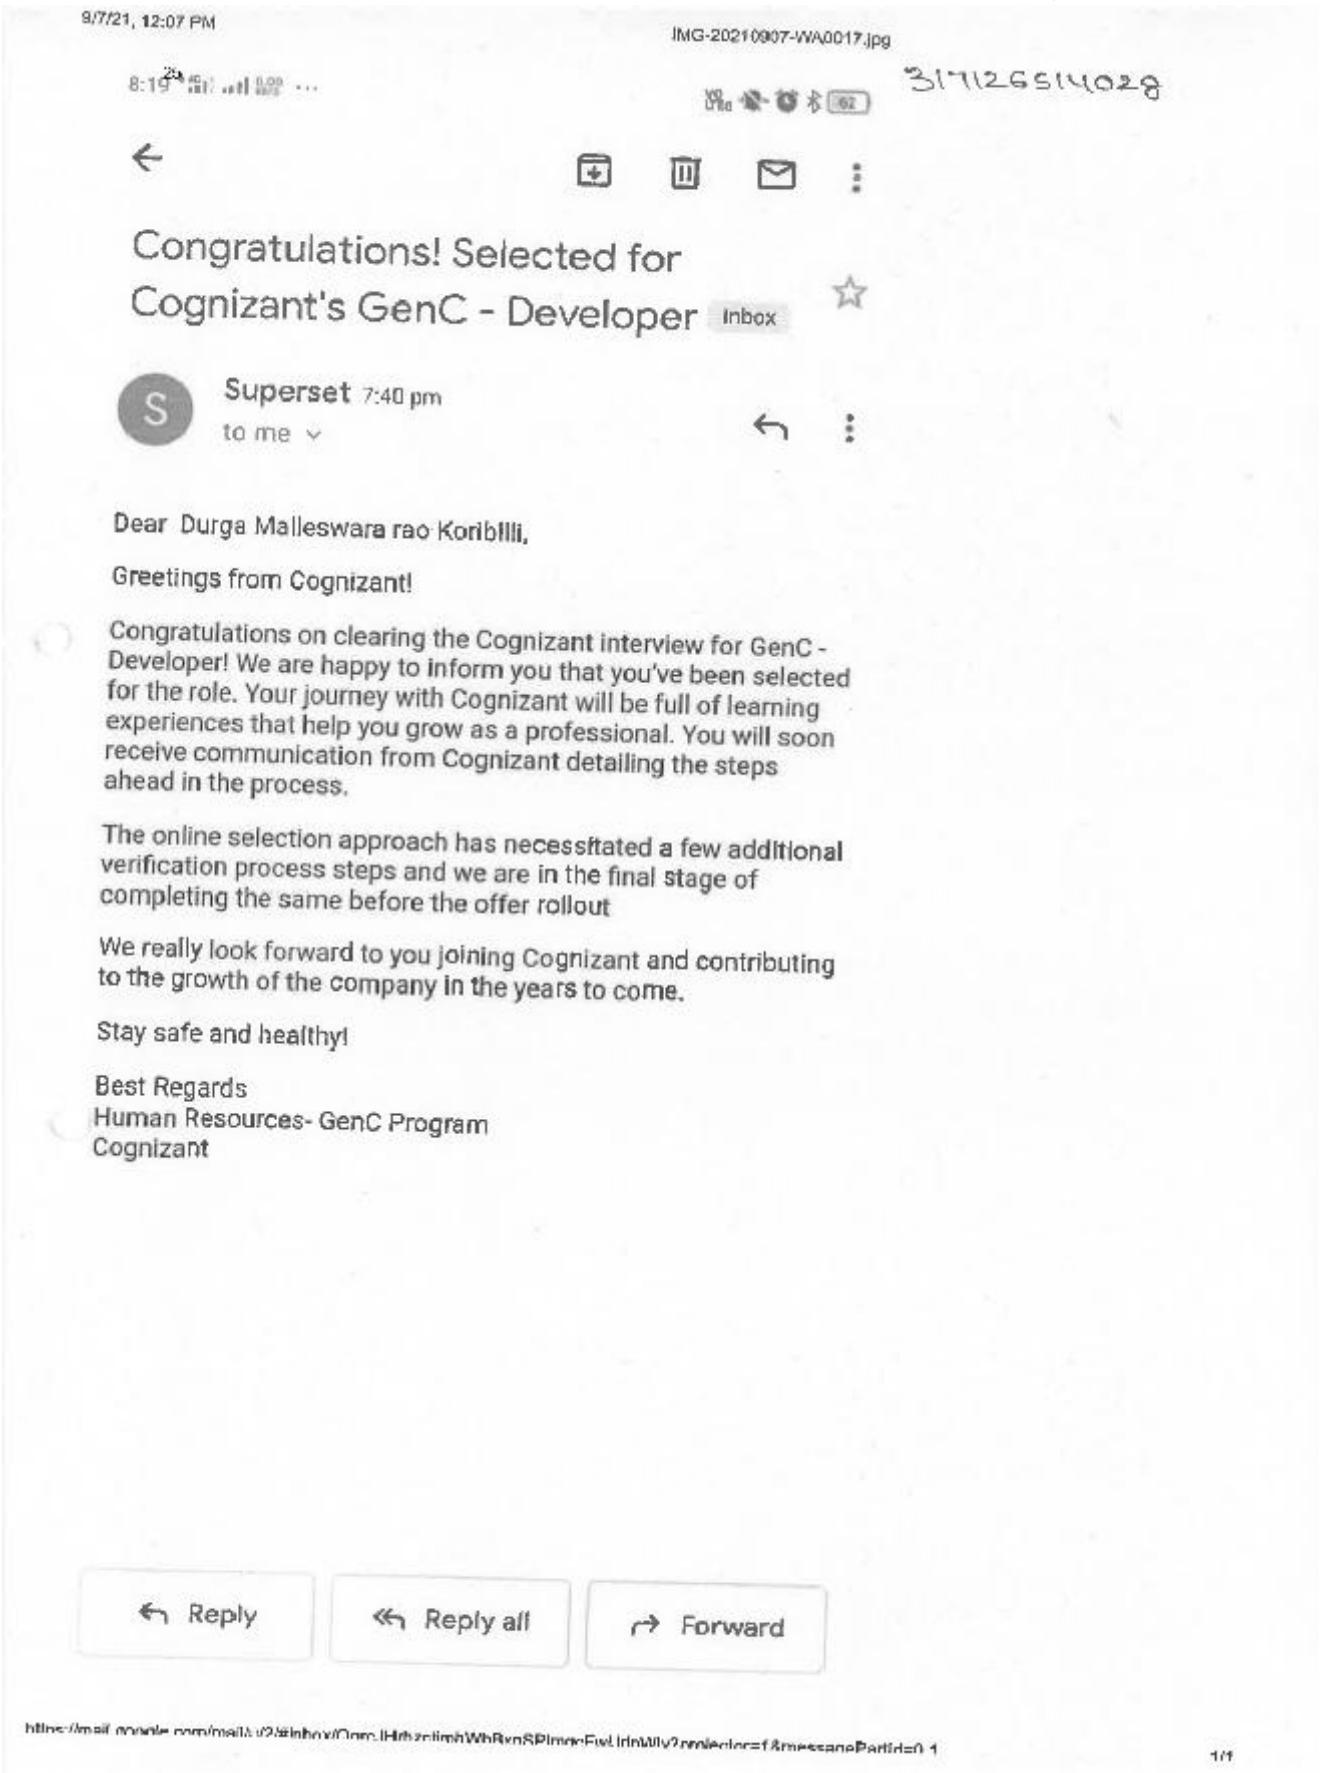 9/7/21, 12:07 PM
IMG-20210907-WA0017.jpg
317126514028
8:19
62
Congratulations! Selected for
Cognizant's GenC - Developer Inbox
S
Superset 7:40 pm
to me
Dear Durga Malleswara rao Koribilli,
Greetings from Cognizant!
Congratulations on clearing the Cognizant interview for GenC -
Developer! We are happy to inform you that you've been selected
for the role. Your journey with Cognizant will be full of learning
experiences that help you grow as a professional. You will soon
receive communication from Cognizant detailing the steps
ahead in the process.
The online selection approach has necessitated a few additional
verification process steps and we are in the final stage of
completing the same before the offer rollout
We really look forward to you joining Cognizant and contributing
to the growth of the company in the years to come.
Stay safe and healthy!
Best Regards
Human Resources- GenC Program
Cognizant
Reply
Reply all
Forward
1/1